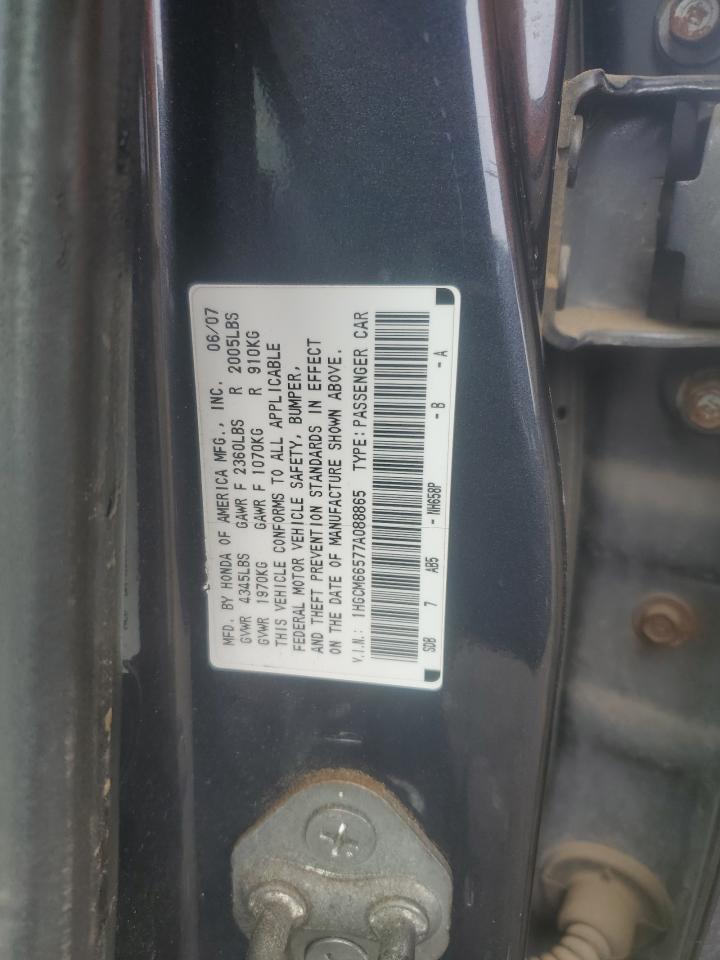 MFD. BY HONDA OF AMERICA MFG., INC. 06/07
GVWR 4345LBS GAWR F 2360LBS R 2005LBS
GVWR 1970KG GAWR F 1070KG R 910KG
THIS VEHICLE CONFORMS TO ALL APPLICABLE
FEDERAL MOTOR VEHICLE SAFETY, BUMPER,
AND THEFT PREVENTION STANDARDS IN EFFECT
ON THE DATE OF MANUFACTURE SHOWN ABOVE.
V.I.N.: 1HGCM66577A088865 TYPE: PASSENGER CAR
SDB 7 AB5 - NH658P - B - A